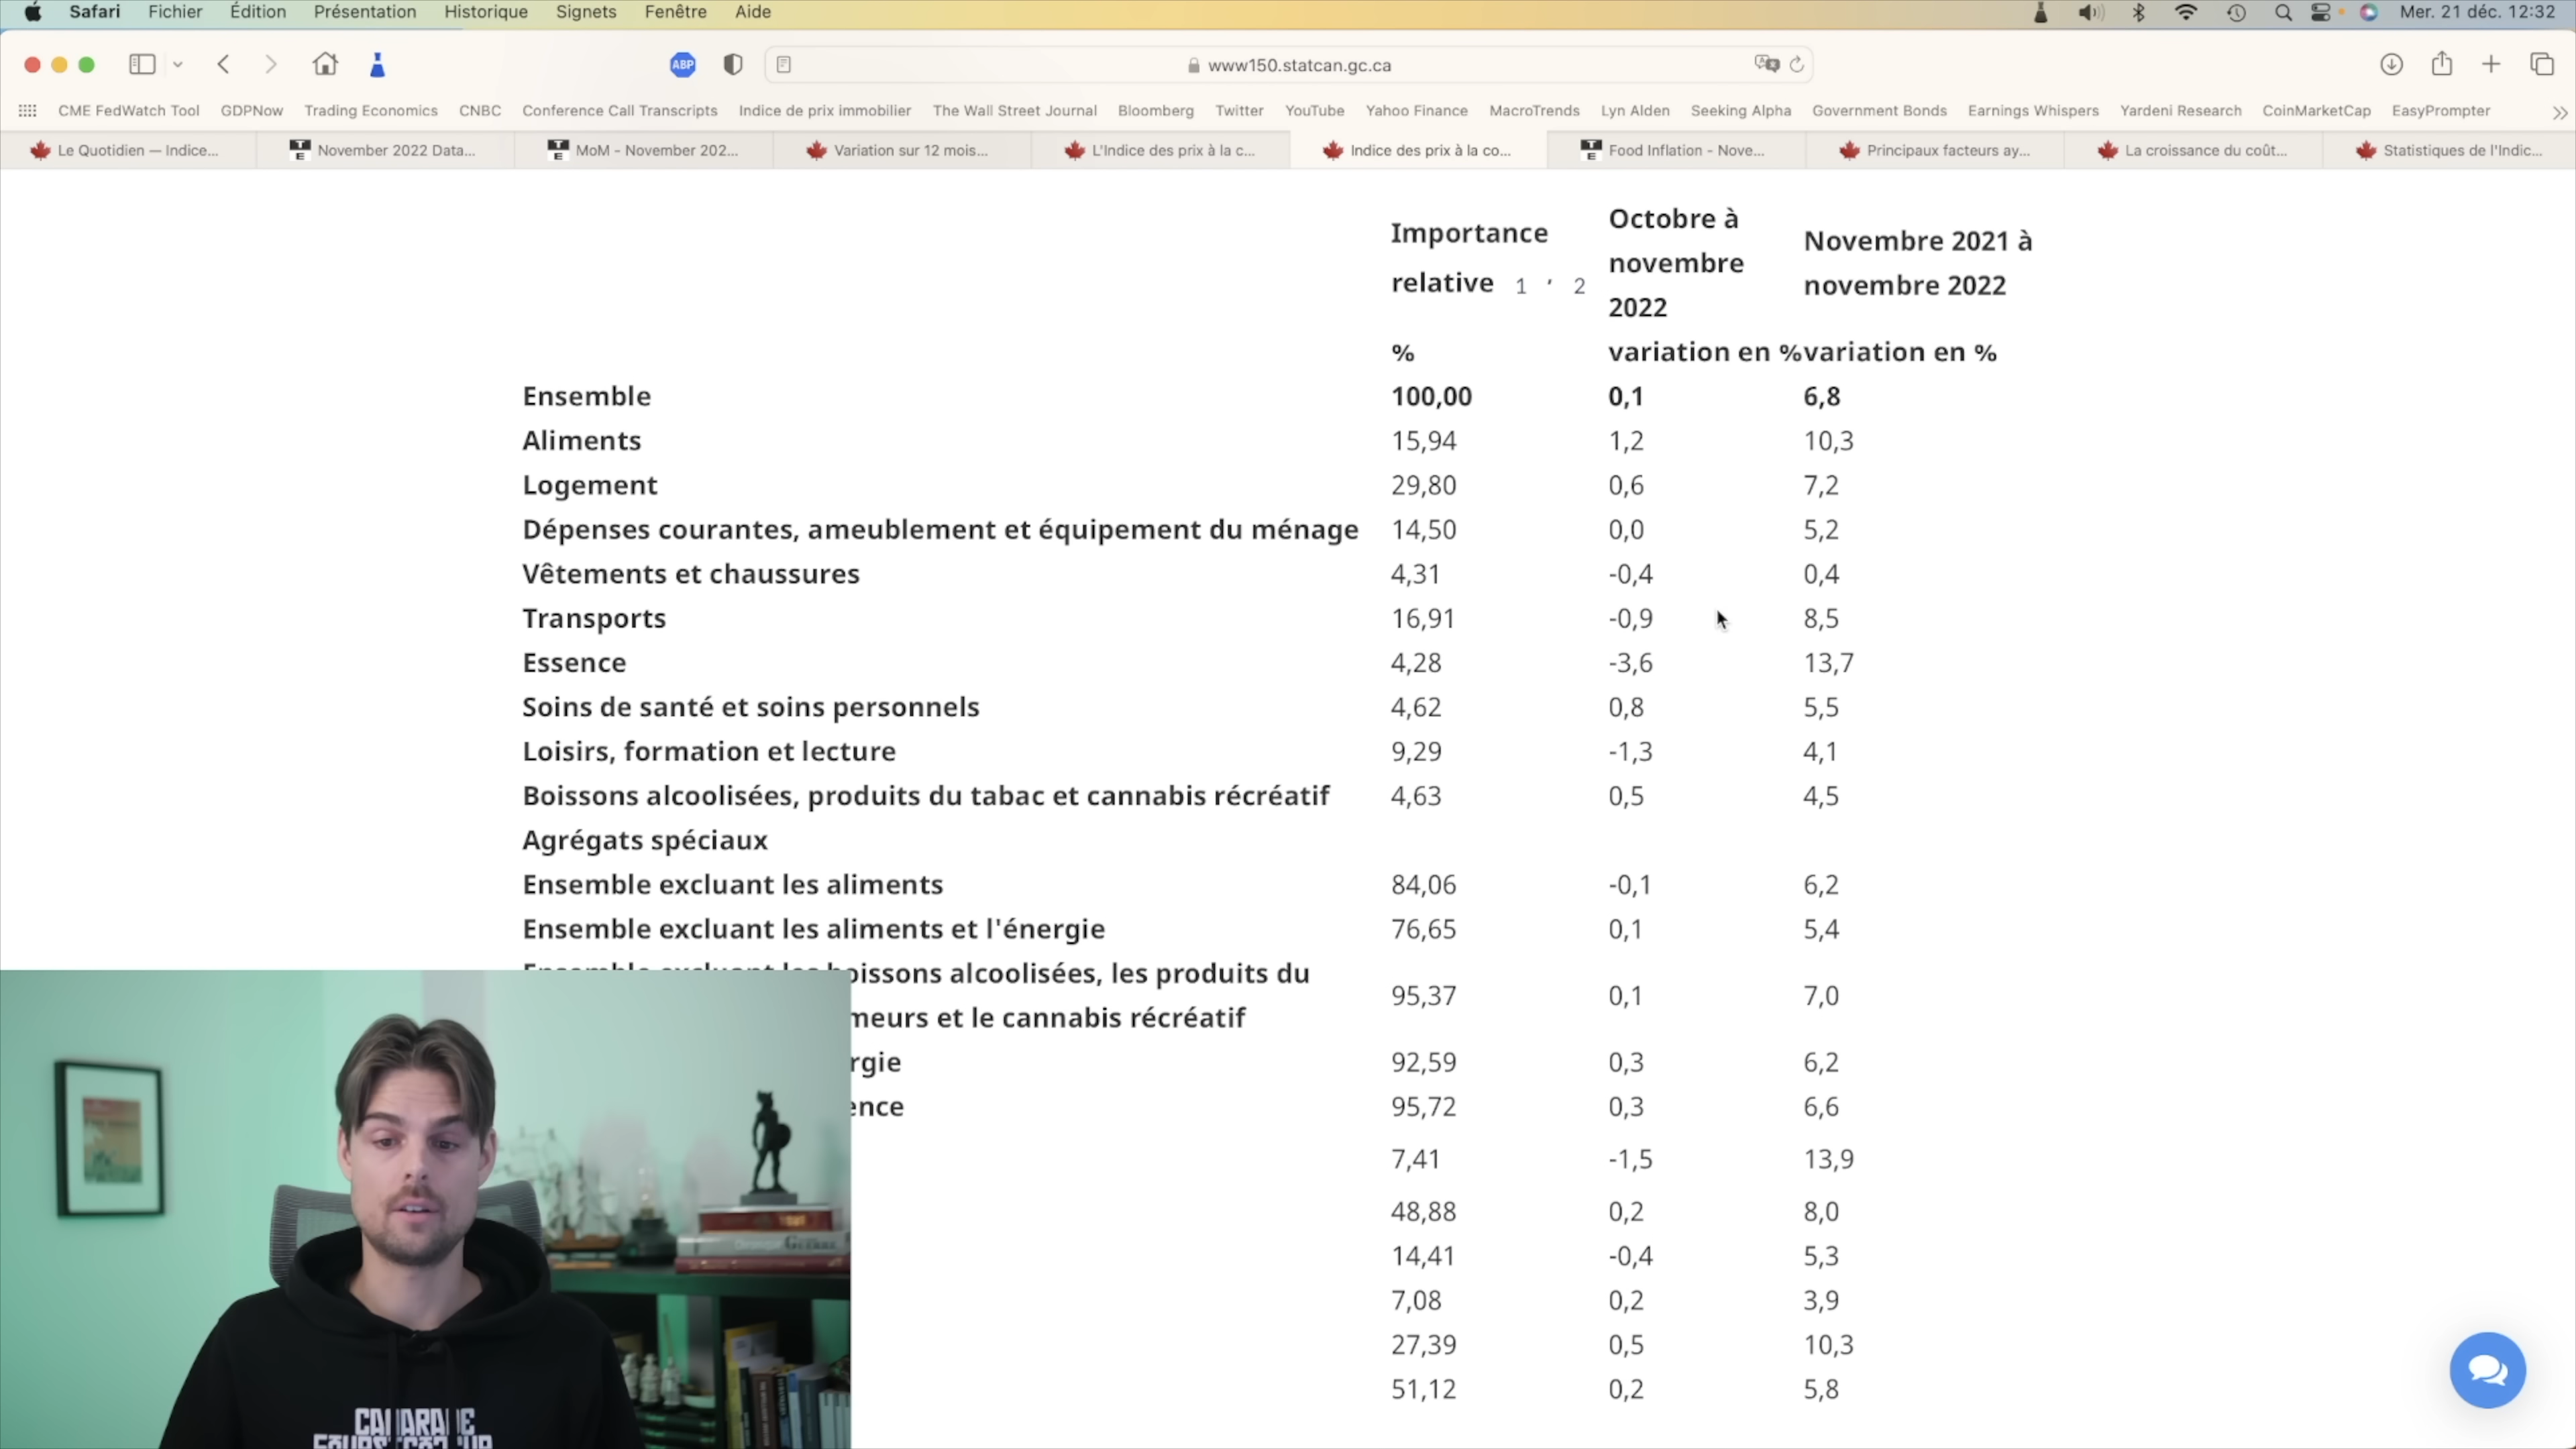 Safari Fichier Édition Présentation Historique Signets Fenêtre Aide Mer. 21 déc. 12:32
ABP www150.statcan.gc.ca
CME FedWatch Tool GDPNow Trading Economics CNBC Conference Call Transcripts Indice de prix immobilier The Wall Street Journal Bloomberg Twitter YouTube Yahoo Finance MacroTrends Lyn Alden Seeking Alpha Government Bonds Earnings Whispers Yardeni Research CoinMarketCap EasyPrompter
Le Quotidien — Indice... TE November 2022 Data... TE MoM - November 202... Variation sur 12 mois... L'Indice des prix à la c... Indice des prix à la co... TE Food Inflation - Nove... Principaux facteurs ay... La croissance du coût... Statistiques de l'Indic...
Importance
relative 1 , 2
Octobre à
novembre
2022
Novembre 2021 à
novembre 2022
% variation en % variation en %
Ensemble 100,00 0,1 6,8
Aliments 15,94 1,2 10,3
Logement 29,80 0,6 7,2
Dépenses courantes, ameublement et équipement du ménage 14,50 0,0 5,2
Vêtements et chaussures 4,31 -0,4 0,4
Transports 16,91 -0,9 8,5
Essence 4,28 -3,6 13,7
Soins de santé et soins personnels 4,62 0,8 5,5
Loisirs, formation et lecture 9,29 -1,3 4,1
Boissons alcoolisées, produits du tabac et cannabis récréatif 4,63 0,5 4,5
Agrégats spéciaux
Ensemble excluant les aliments 84,06 -0,1 6,2
Ensemble excluant les aliments et l'énergie 76,65 0,1 5,4
Ensemble excluant les boissons alcoolisées, les produits du
meurs et le cannabis récréatif 95,37 0,1 7,0
rgie 92,59 0,3 6,2
ence 95,72 0,3 6,6
7,41 -1,5 13,9
48,88 0,2 8,0
14,41 -0,4 5,3
7,08 0,2 3,9
27,39 0,5 10,3
51,12 0,2 5,8